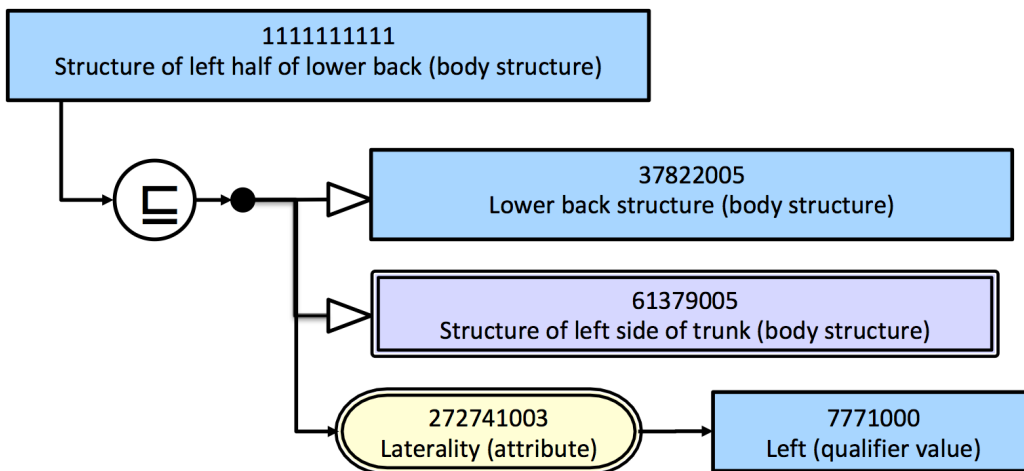 1111111111
Structure of left half of lower back (body structure)
⊑
37822005
Lower back structure (body structure)
61379005
Structure of left side of trunk (body structure)
272741003
Laterality (attribute)
7771000
Left (qualifier value)